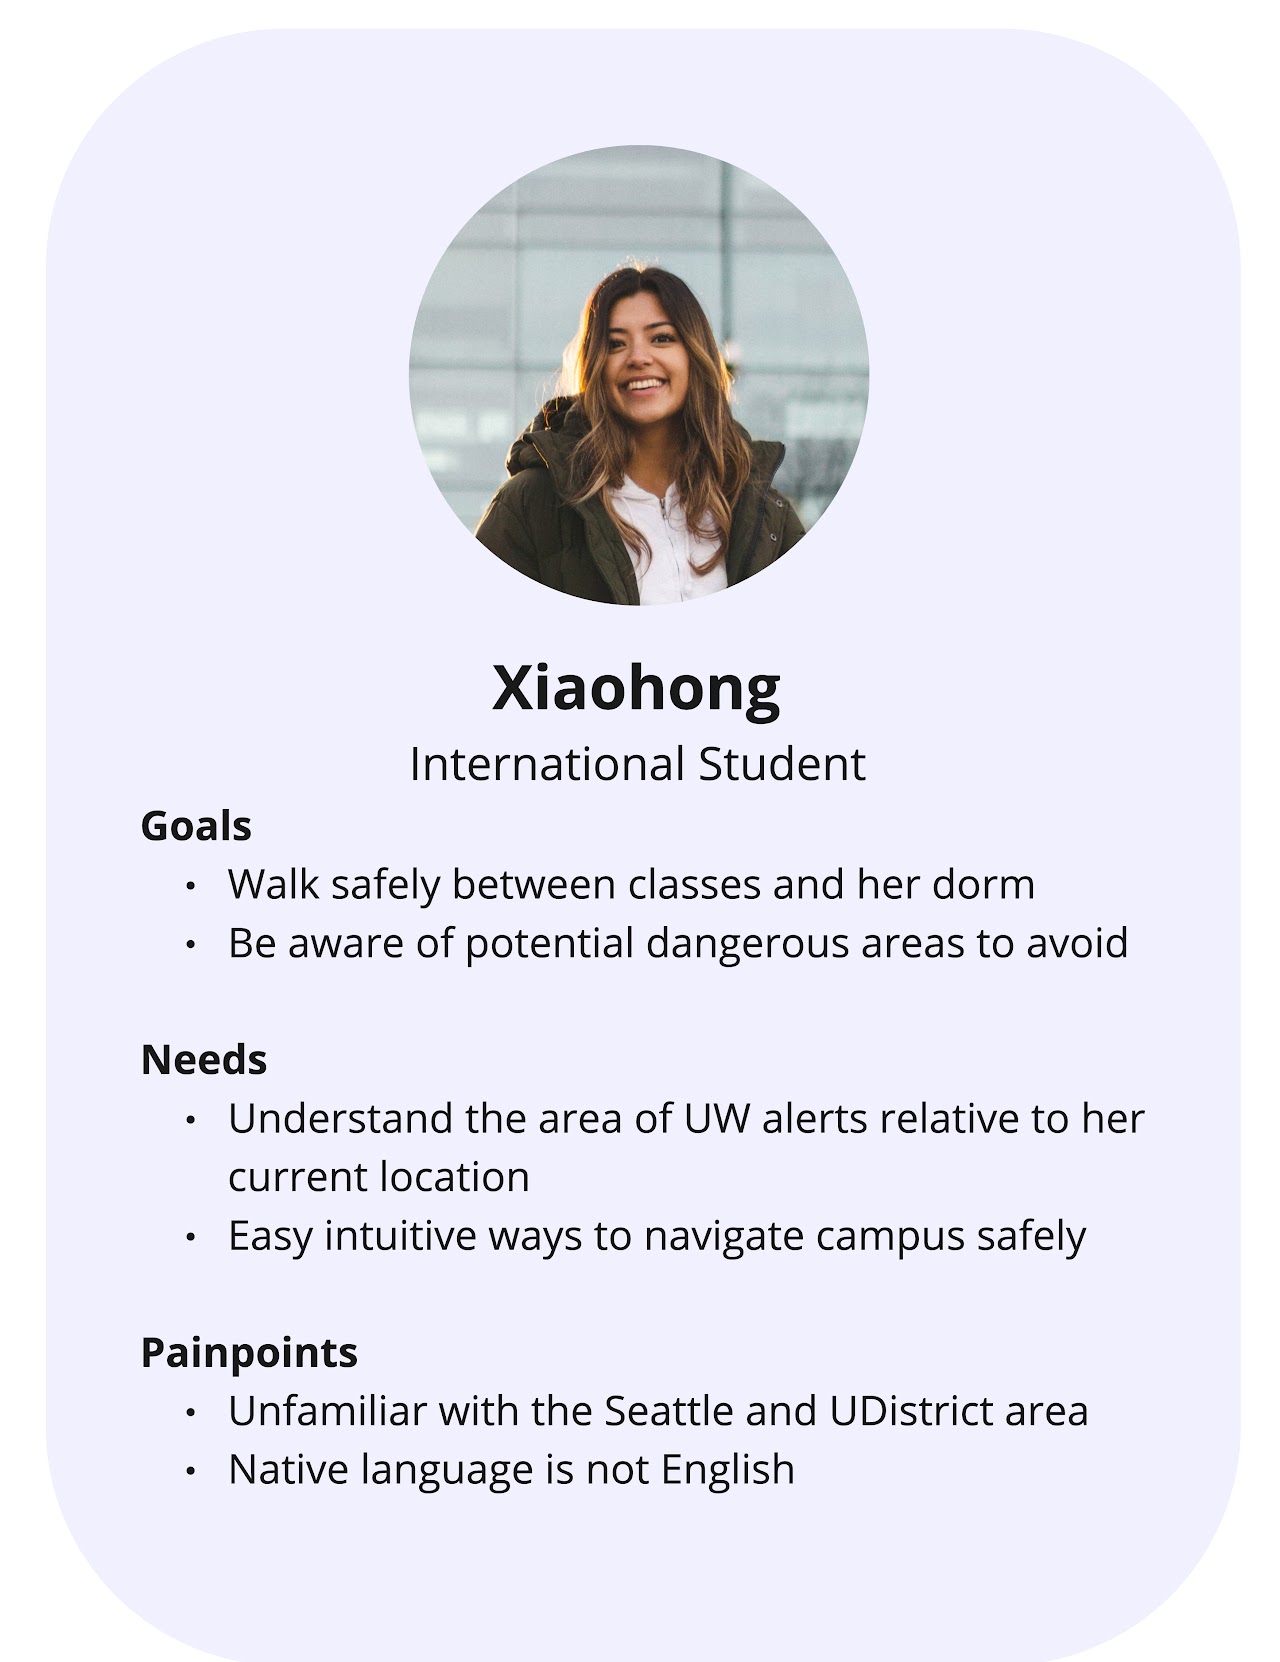 Xiaohong
International Student
Goals
• Walk safely between classes and her dorm
• Be aware of potential dangerous areas to avoid
Needs
• Understand the area of UW alerts relative to her
current location
• Easy intuitive ways to navigate campus safely
Painpoints
• Unfamiliar with the Seattle and UDistrict area
• Native language is not English